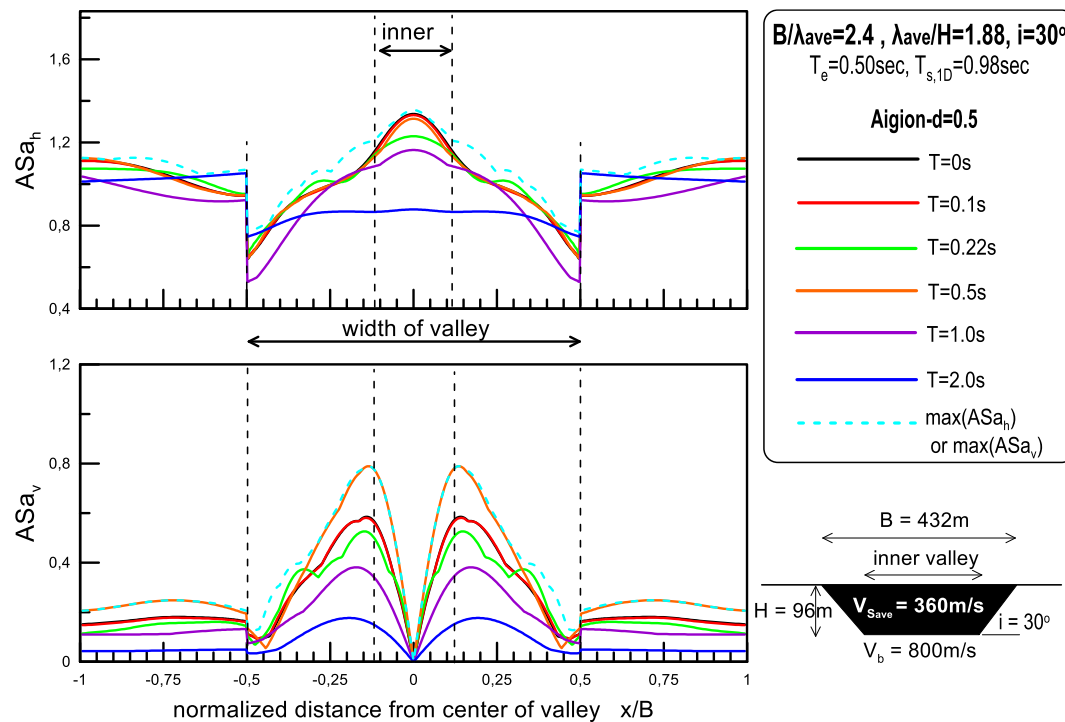 inner
1,6
1,2
0,8
0,4
ASa_h
width of valley
1,2
0,8
0,4
0
ASa_v
-1 -0,75 -0,5 -0,25 0 0,25 0,5 0,75 1
normalized distance from center of valley x/B
B/λave=2.4 , λave/H=1.88, i=30°
T_e=0.50sec, T_s,1D=0.98sec
Aigion-d=0.5
T=0s
T=0.1s
T=0.22s
T=0.5s
T=1.0s
T=2.0s
max(ASa_h)
or max(ASa_v)
B = 432m
inner valley
H = 96m
V_Save = 360m/s
i = 30°
V_b = 800m/s